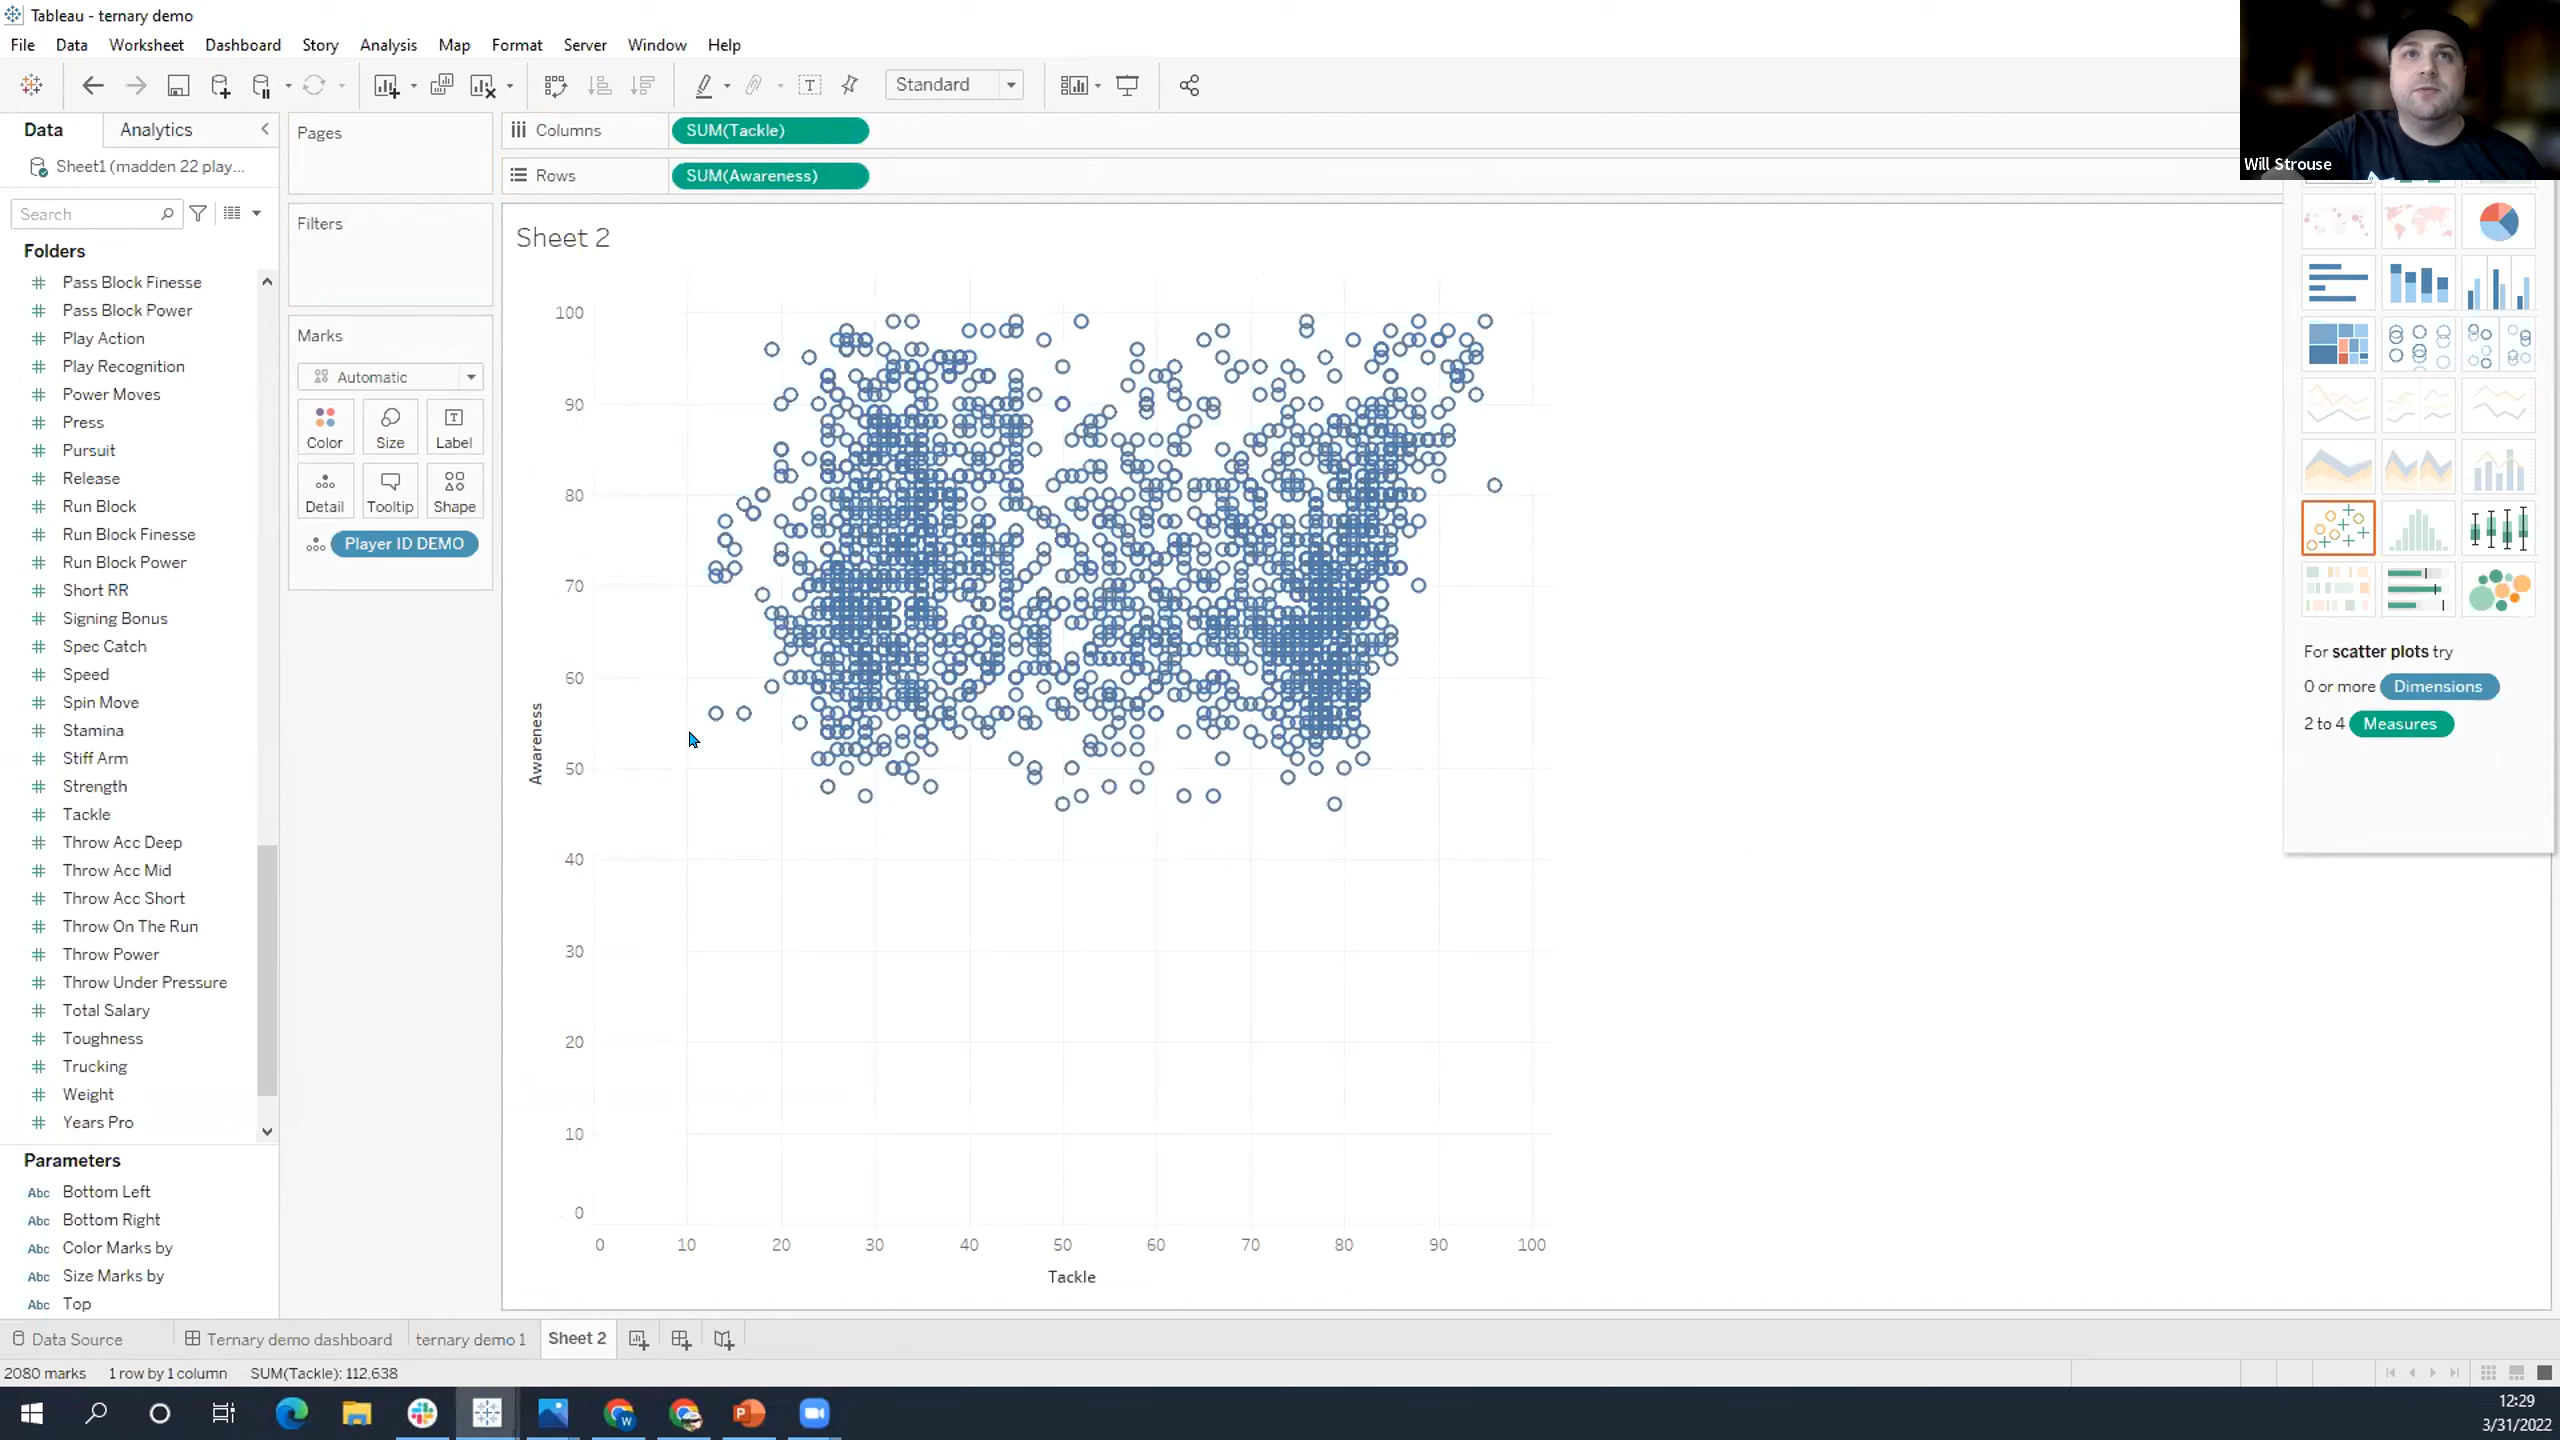 Tableau - ternary demo
File Data Worksheet Dashboard Story Analysis Map Format Server Window Help
Standard
Will Strouse
Data Analytics
Sheet1 (madden 22 play...
Search
Folders
Pass Block Finesse
Pass Block Power
Play Action
Play Recognition
Power Moves
Press
Pursuit
Release
Run Block
Run Block Finesse
Run Block Power
Short RR
Signing Bonus
Spec Catch
Speed
Spin Move
Stamina
Stiff Arm
Strength
Tackle
Throw Acc Deep
Throw Acc Mid
Throw Acc Short
Throw On The Run
Throw Power
Throw Under Pressure
Total Salary
Toughness
Trucking
Weight
Years Pro
Parameters
Abc Bottom Left
Abc Bottom Right
Abc Color Marks by
Abc Size Marks by
Abc Top
Pages
Filters
Marks
Automatic
Color Size Label
Detail Tooltip Shape
Player ID DEMO
Columns SUM(Tackle)
Rows SUM(Awareness)
Sheet 2
100
90
80
70
60
50
40
30
20
10
0
Awareness
0 10 20 30 40 50 60 70 80 90 100
Tackle
For scatter plots try
0 or more Dimensions
2 to 4 Measures
Data Source Ternary demo dashboard ternary demo 1 Sheet 2
2080 marks 1 row by 1 column SUM(Tackle): 112,638
12:29
3/31/2022